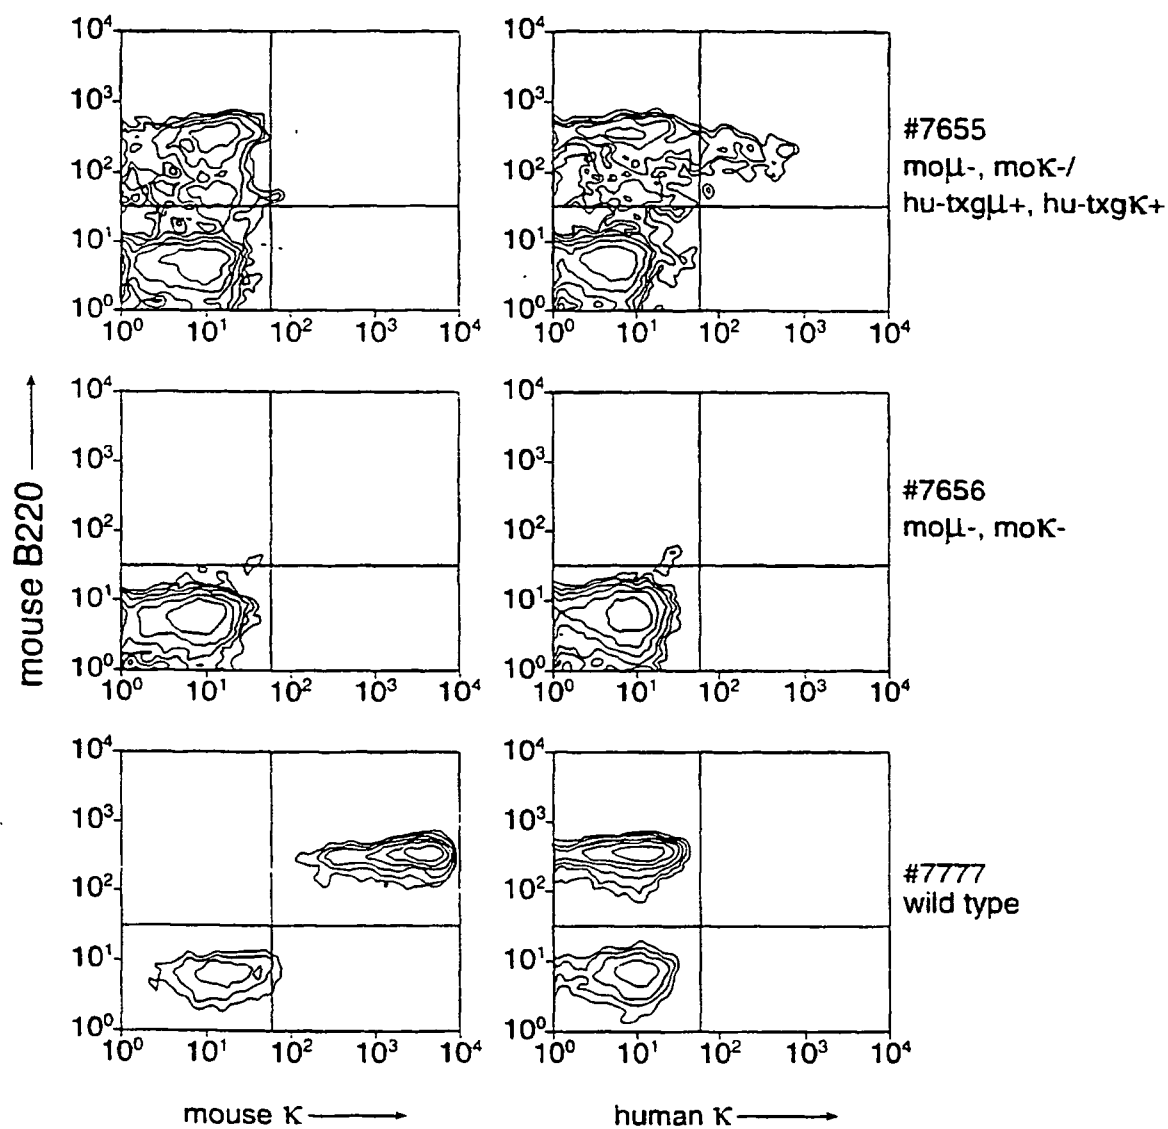 10⁴ 10³ 10² 10¹ 10⁰
10⁰ 10¹ 10² 10³ 10⁴
10⁴ 10³ 10² 10¹ 10⁰
10⁰ 10¹ 10² 10³ 10⁴
#7655
moμ-, moκ-/
hu-txgμ+, hu-txgκ+
10⁴ 10³ 10² 10¹ 10⁰
10⁰ 10¹ 10² 10³ 10⁴
10⁴ 10³ 10² 10¹ 10⁰
10⁰ 10¹ 10² 10³ 10⁴
#7656
moμ-, moκ-
mouse B220
10⁴ 10³ 10² 10¹ 10⁰
10⁰ 10¹ 10² 10³ 10⁴
10⁴ 10³ 10² 10¹ 10⁰
10⁰ 10¹ 10² 10³ 10⁴
#7777
wild type
mouse κ
human κ